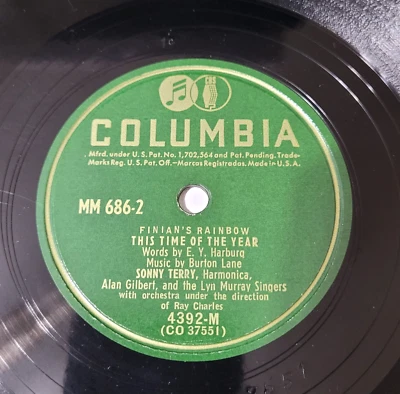 CBS
COLUMBIA
Mfrd. under U.S. Pat. No. 1,702,564 and Pat. Pending. Trade-
Marks Reg. U.S. Pat. Off.—Marcas Registradas. Made in U.S.A.
MM 686-2
FINIAN'S RAINBOW
THIS TIME OF THE YEAR
Words by E. Y. Harburg
Music by Burton Lane
SONNY TERRY, Harmonica,
Alan Gilbert, and the Lyn Murray Singers
with orchestra under the direction
of Ray Charles
4392-M
(CO 37551)